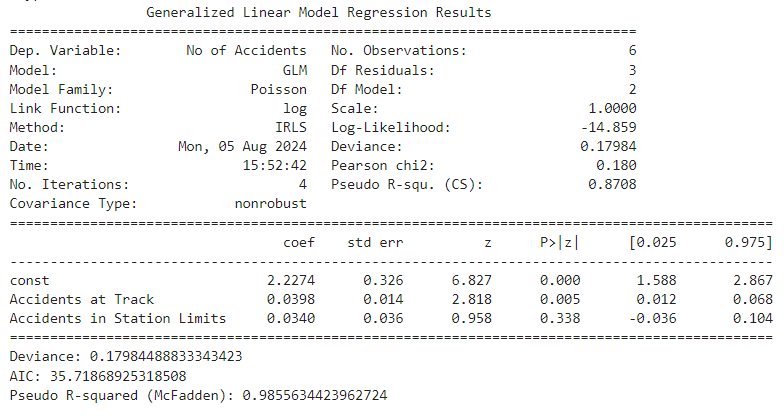 Generalized Linear Model Regression Results
==============================================================================
Dep. Variable: No of Accidents No. Observations: 6
Model: GLM Df Residuals: 3
Model Family: Poisson Df Model: 2
Link Function: log Scale: 1.0000
Method: IRLS Log-Likelihood: -14.859
Date: Mon, 05 Aug 2024 Deviance: 0.17984
Time: 15:52:42 Pearson chi2: 0.180
No. Iterations: 4 Pseudo R-squ. (CS): 0.8708
Covariance Type: nonrobust
==============================================================================================
coef std err z P>|z| [0.025 0.975]
----------------------------------------------------------------------------------------------
const 2.2274 0.326 6.827 0.000 1.588 2.867
Accidents at Track 0.0398 0.014 2.818 0.005 0.012 0.068
Accidents in Station Limits 0.0340 0.036 0.958 0.338 -0.036 0.104
==============================================================================================
Deviance: 0.17984488833343423
AIC: 35.71868925318508
Pseudo R-squared (McFadden): 0.9855634423962724